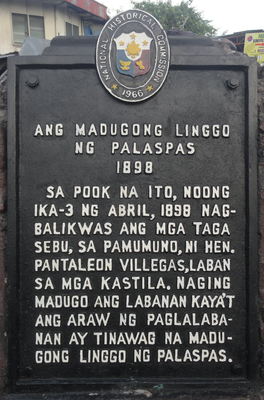 NATIONAL HISTORICAL COMMISSION
1966
ANG MADUGONG LINGGO
NG PALASPAS
1898
SA POOK NA ITO, NOONG
IKA-3 NG ABRIL, 1898 NAG-
BALIKWAS ANG MGA TAGA
SEBU, SA PAMUMUNO, NI HEN.
PANTALEON VILLEGAS, LABAN
SA MGA KASTILA. NAGING
MADUGO ANG LABANAN KAYA'T
ANG ARAW NG PAGLALABA-
NAN AY TINAWAG NA MADU-
GONG LINGGO NG PALASPAS.